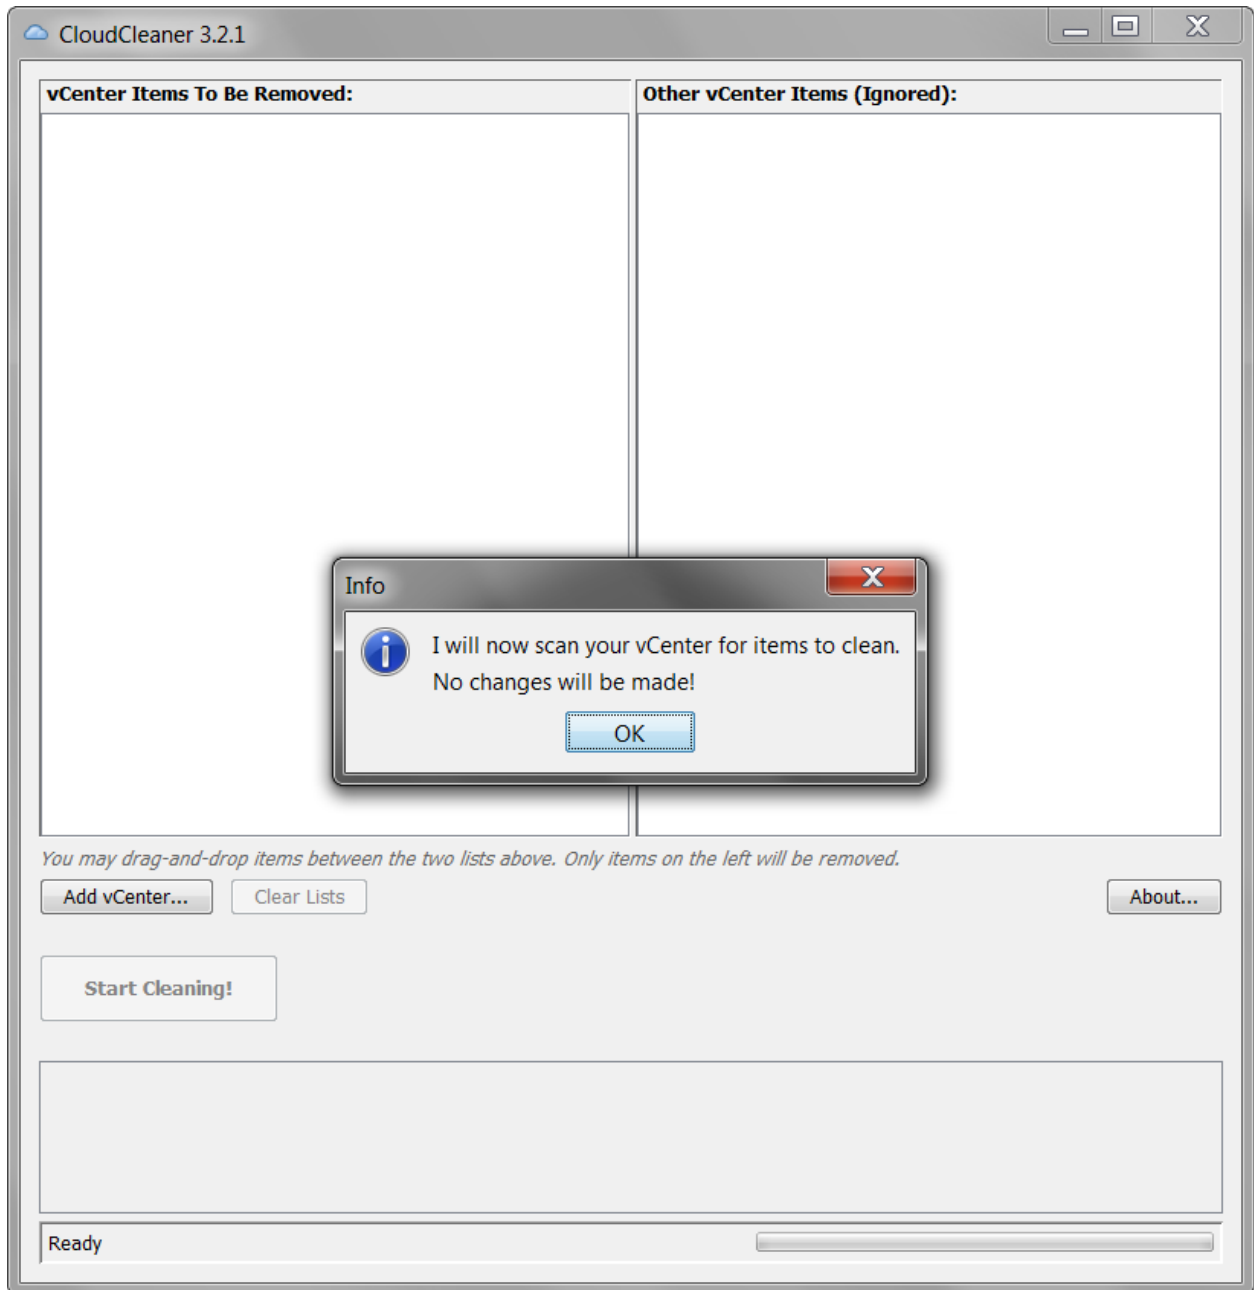 CloudCleaner 3.2.1
vCenter Items To Be Removed:
Other vCenter Items (Ignored):
Info
I will now scan your vCenter for items to clean.
No changes will be made!
OK
You may drag-and-drop items between the two lists above. Only items on the left will be removed.
Add vCenter...
Clear Lists
About...
Start Cleaning!
Ready